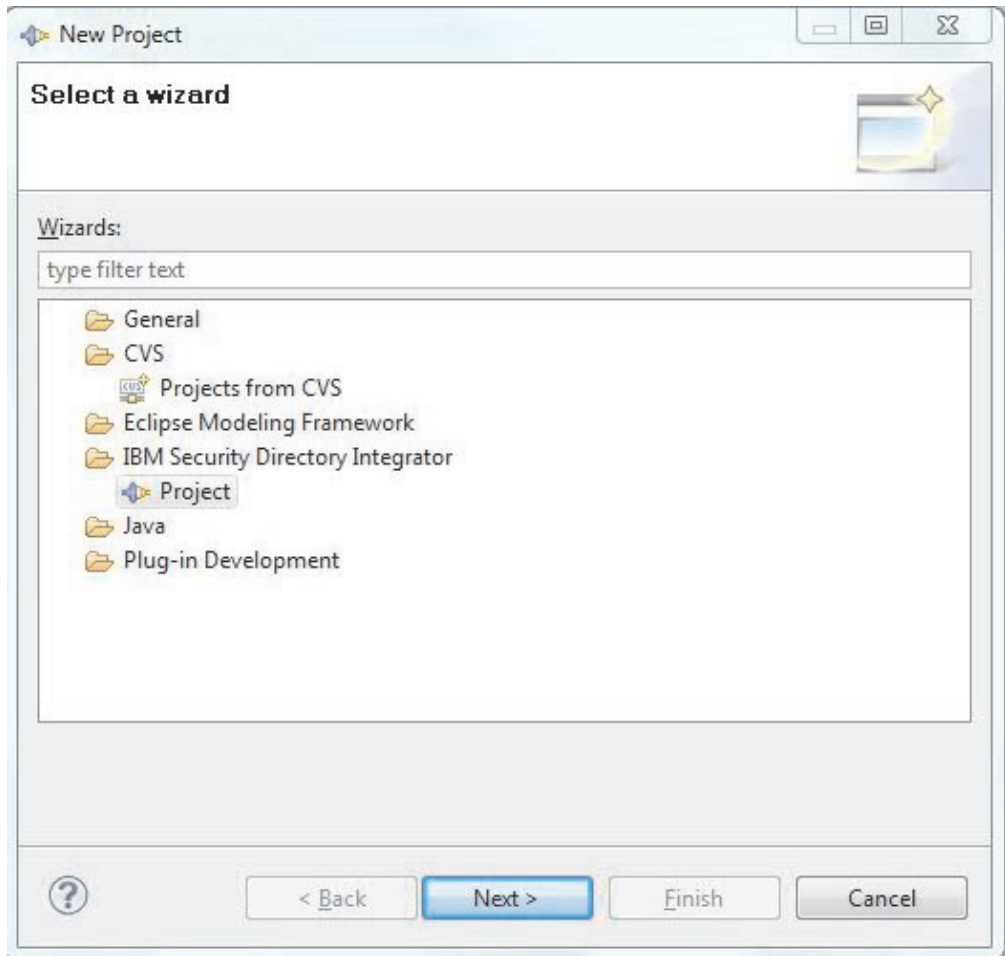 New Project
Select a wizard
Wizards:
type filter text
General
CVS
Projects from CVS
Eclipse Modeling Framework
IBM Security Directory Integrator
Project
Java
Plug-in Development
?
< Back
Next >
Finish
Cancel